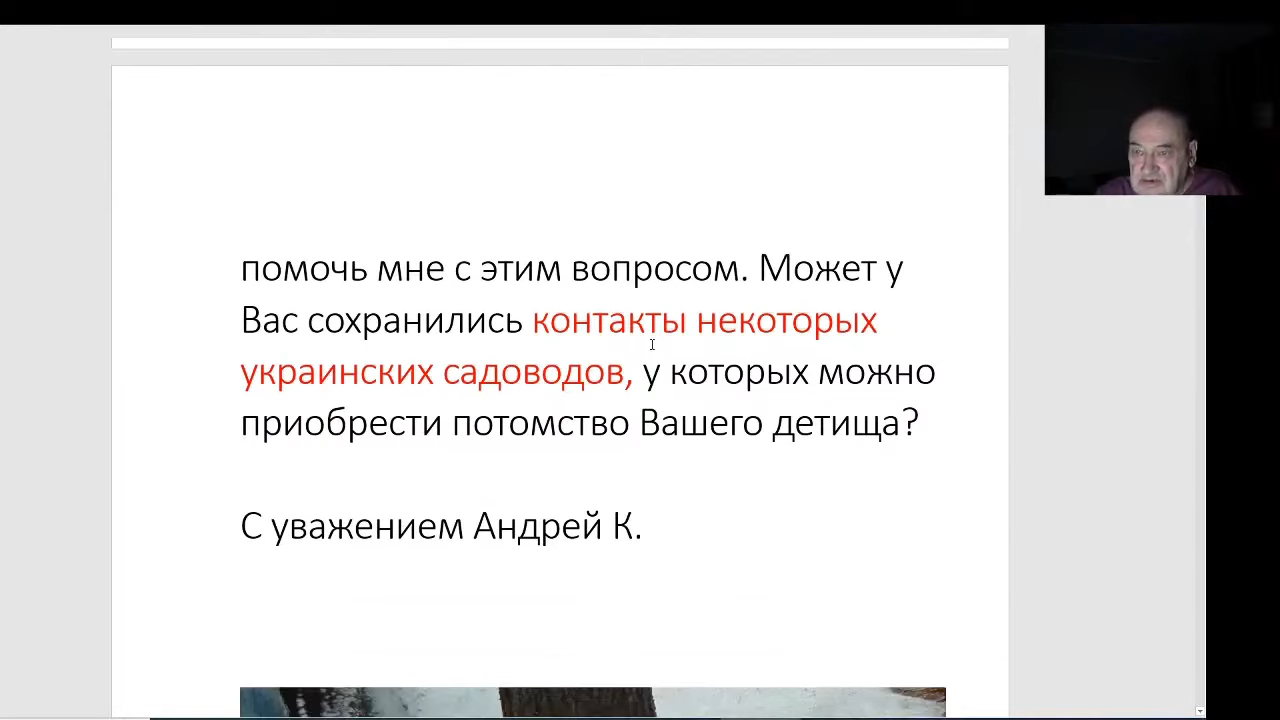 помочь мне с этим вопросом. Может у
Вас сохранились контакты некоторых
украинских садоводов, у которых можно
приобрести потомство Вашего детища?
С уважением Андрей К.